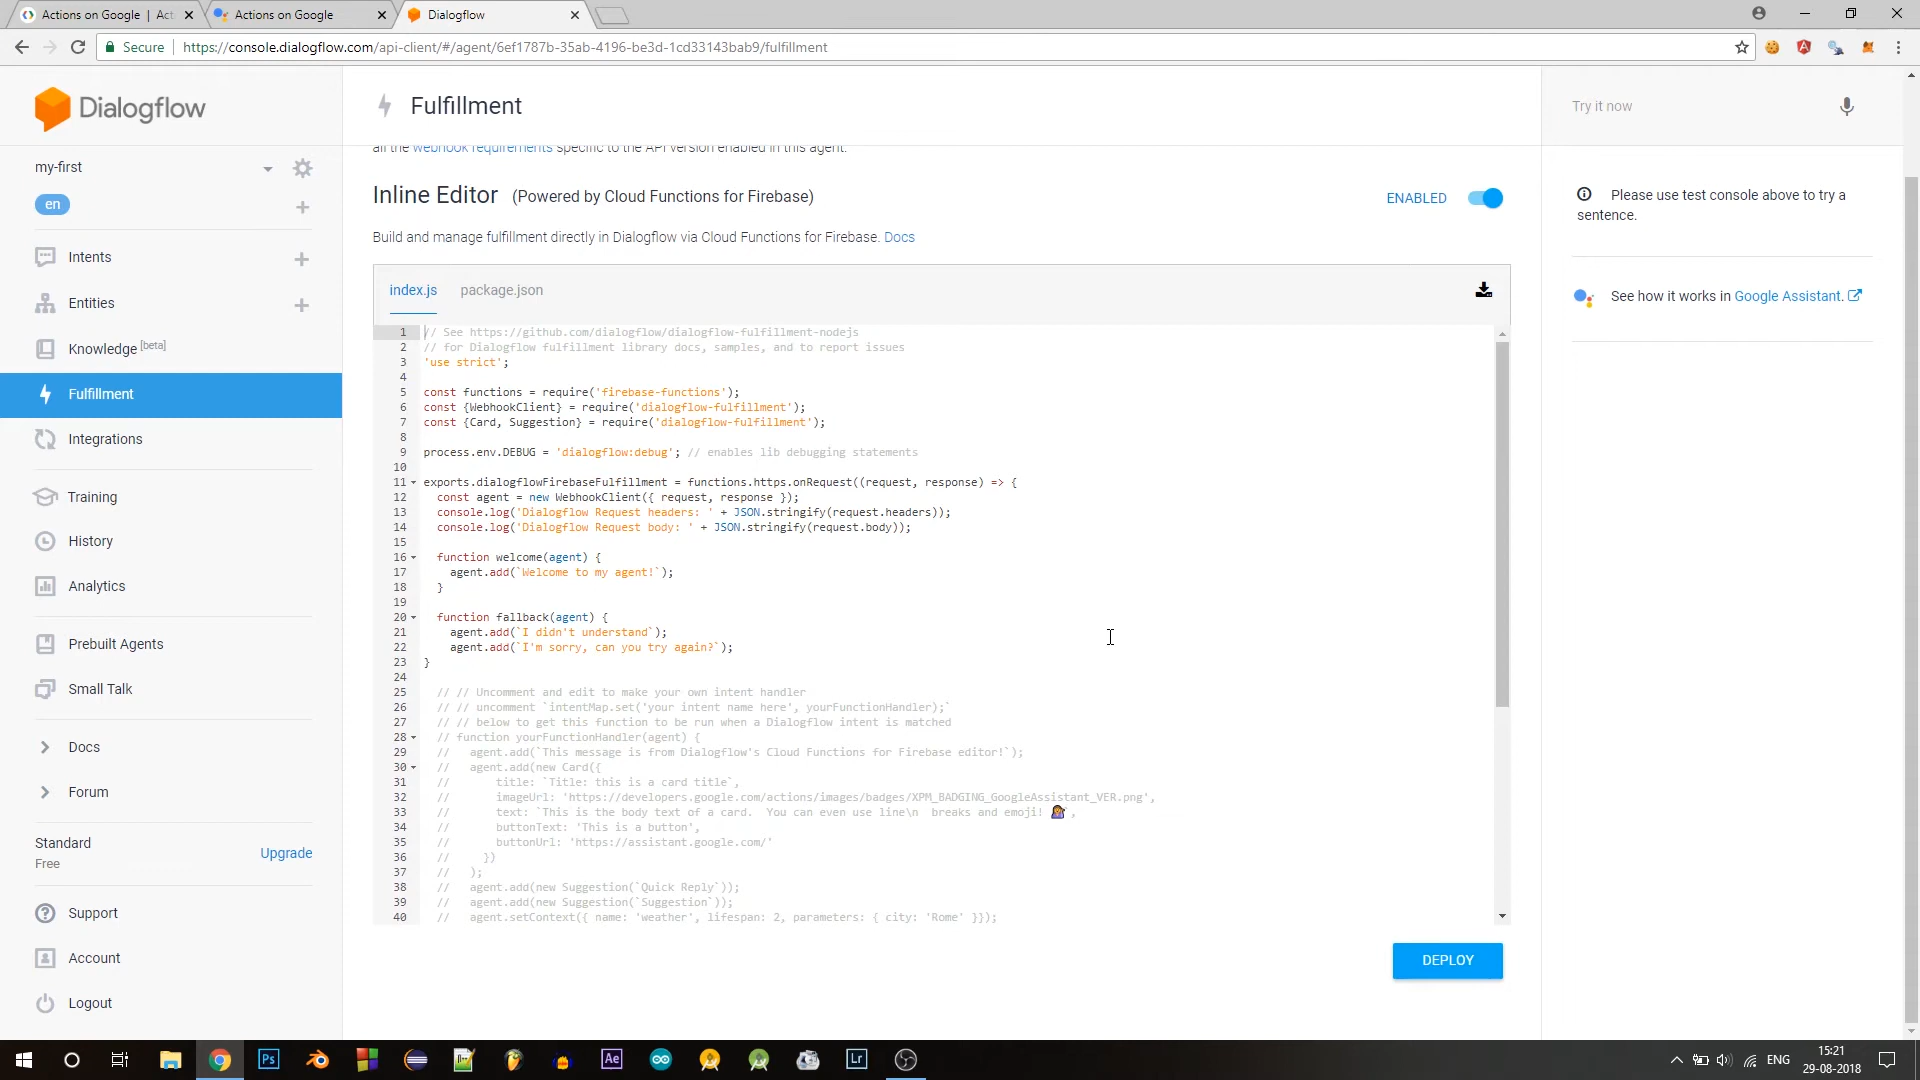 Actions on Google | Act
Actions on Google
Dialogflow
Secure
https://console.dialogflow.com/api-client/#/agent/6ef1787b-35ab-4196-be3d-1cd33143bab9/fulfillment
Dialogflow
my-first
en
Intents
Entities
Knowledge [beta]
Fulfillment
Integrations
Training
History
Analytics
Prebuilt Agents
Small Talk
Docs
Forum
Standard
Free
Upgrade
Support
Account
Logout
Fulfillment
all the webhook requirements specific to the API version enabled in this agent.
Inline Editor (Powered by Cloud Functions for Firebase)
ENABLED
Build and manage fulfillment directly in Dialogflow via Cloud Functions for Firebase. Docs
index.js package.json
1 // See https://github.com/dialogflow/dialogflow-fulfillment-nodejs
2 // for Dialogflow fulfillment library docs, samples, and to report issues
3 'use strict';
4
5 const functions = require('firebase-functions');
6 const {WebhookClient} = require('dialogflow-fulfillment');
7 const {Card, Suggestion} = require('dialogflow-fulfillment');
8
9 process.env.DEBUG = 'dialogflow:debug'; // enables lib debugging statements
10
11 exports.dialogflowFirebaseFulfillment = functions.https.onRequest((request, response) => {
12 const agent = new WebhookClient({ request, response });
13 console.log('Dialogflow Request headers: ' + JSON.stringify(request.headers));
14 console.log('Dialogflow Request body: ' + JSON.stringify(request.body));
15
16 function welcome(agent) {
17 agent.add(`Welcome to my agent!`);
18 }
19
20 function fallback(agent) {
21 agent.add(`I didn't understand`);
22 agent.add(`I'm sorry, can you try again?`);
23 }
24
25 // // Uncomment and edit to make your own intent handler
26 // // uncomment `intentMap.set('your intent name here', yourFunctionHandler);`
27 // // below to get this function to be run when a Dialogflow intent is matched
28 // function yourFunctionHandler(agent) {
29 // agent.add(`This message is from Dialogflow's Cloud Functions for Firebase editor!`);
30 // agent.add(new Card({
31 // title: `Title: this is a card title`,
32 // imageUrl: 'https://developers.google.com/actions/images/badges/XPM_BADGING_GoogleAssistant_VER.png',
33 // text: `This is the body text of a card. You can even use line\n breaks and emoji! 💁`,
34 // buttonText: 'This is a button',
35 // buttonUrl: 'https://assistant.google.com/'
36 // })
37 // );
38 // agent.add(new Suggestion(`Quick Reply`));
39 // agent.add(new Suggestion(`Suggestion`));
40 // agent.setContext({ name: 'weather', lifespan: 2, parameters: { city: 'Rome' }});
DEPLOY
Try it now
Please use test console above to try a
sentence.
See how it works in Google Assistant.
Ps
Ae
Lr
ENG
15:21
29-08-2018